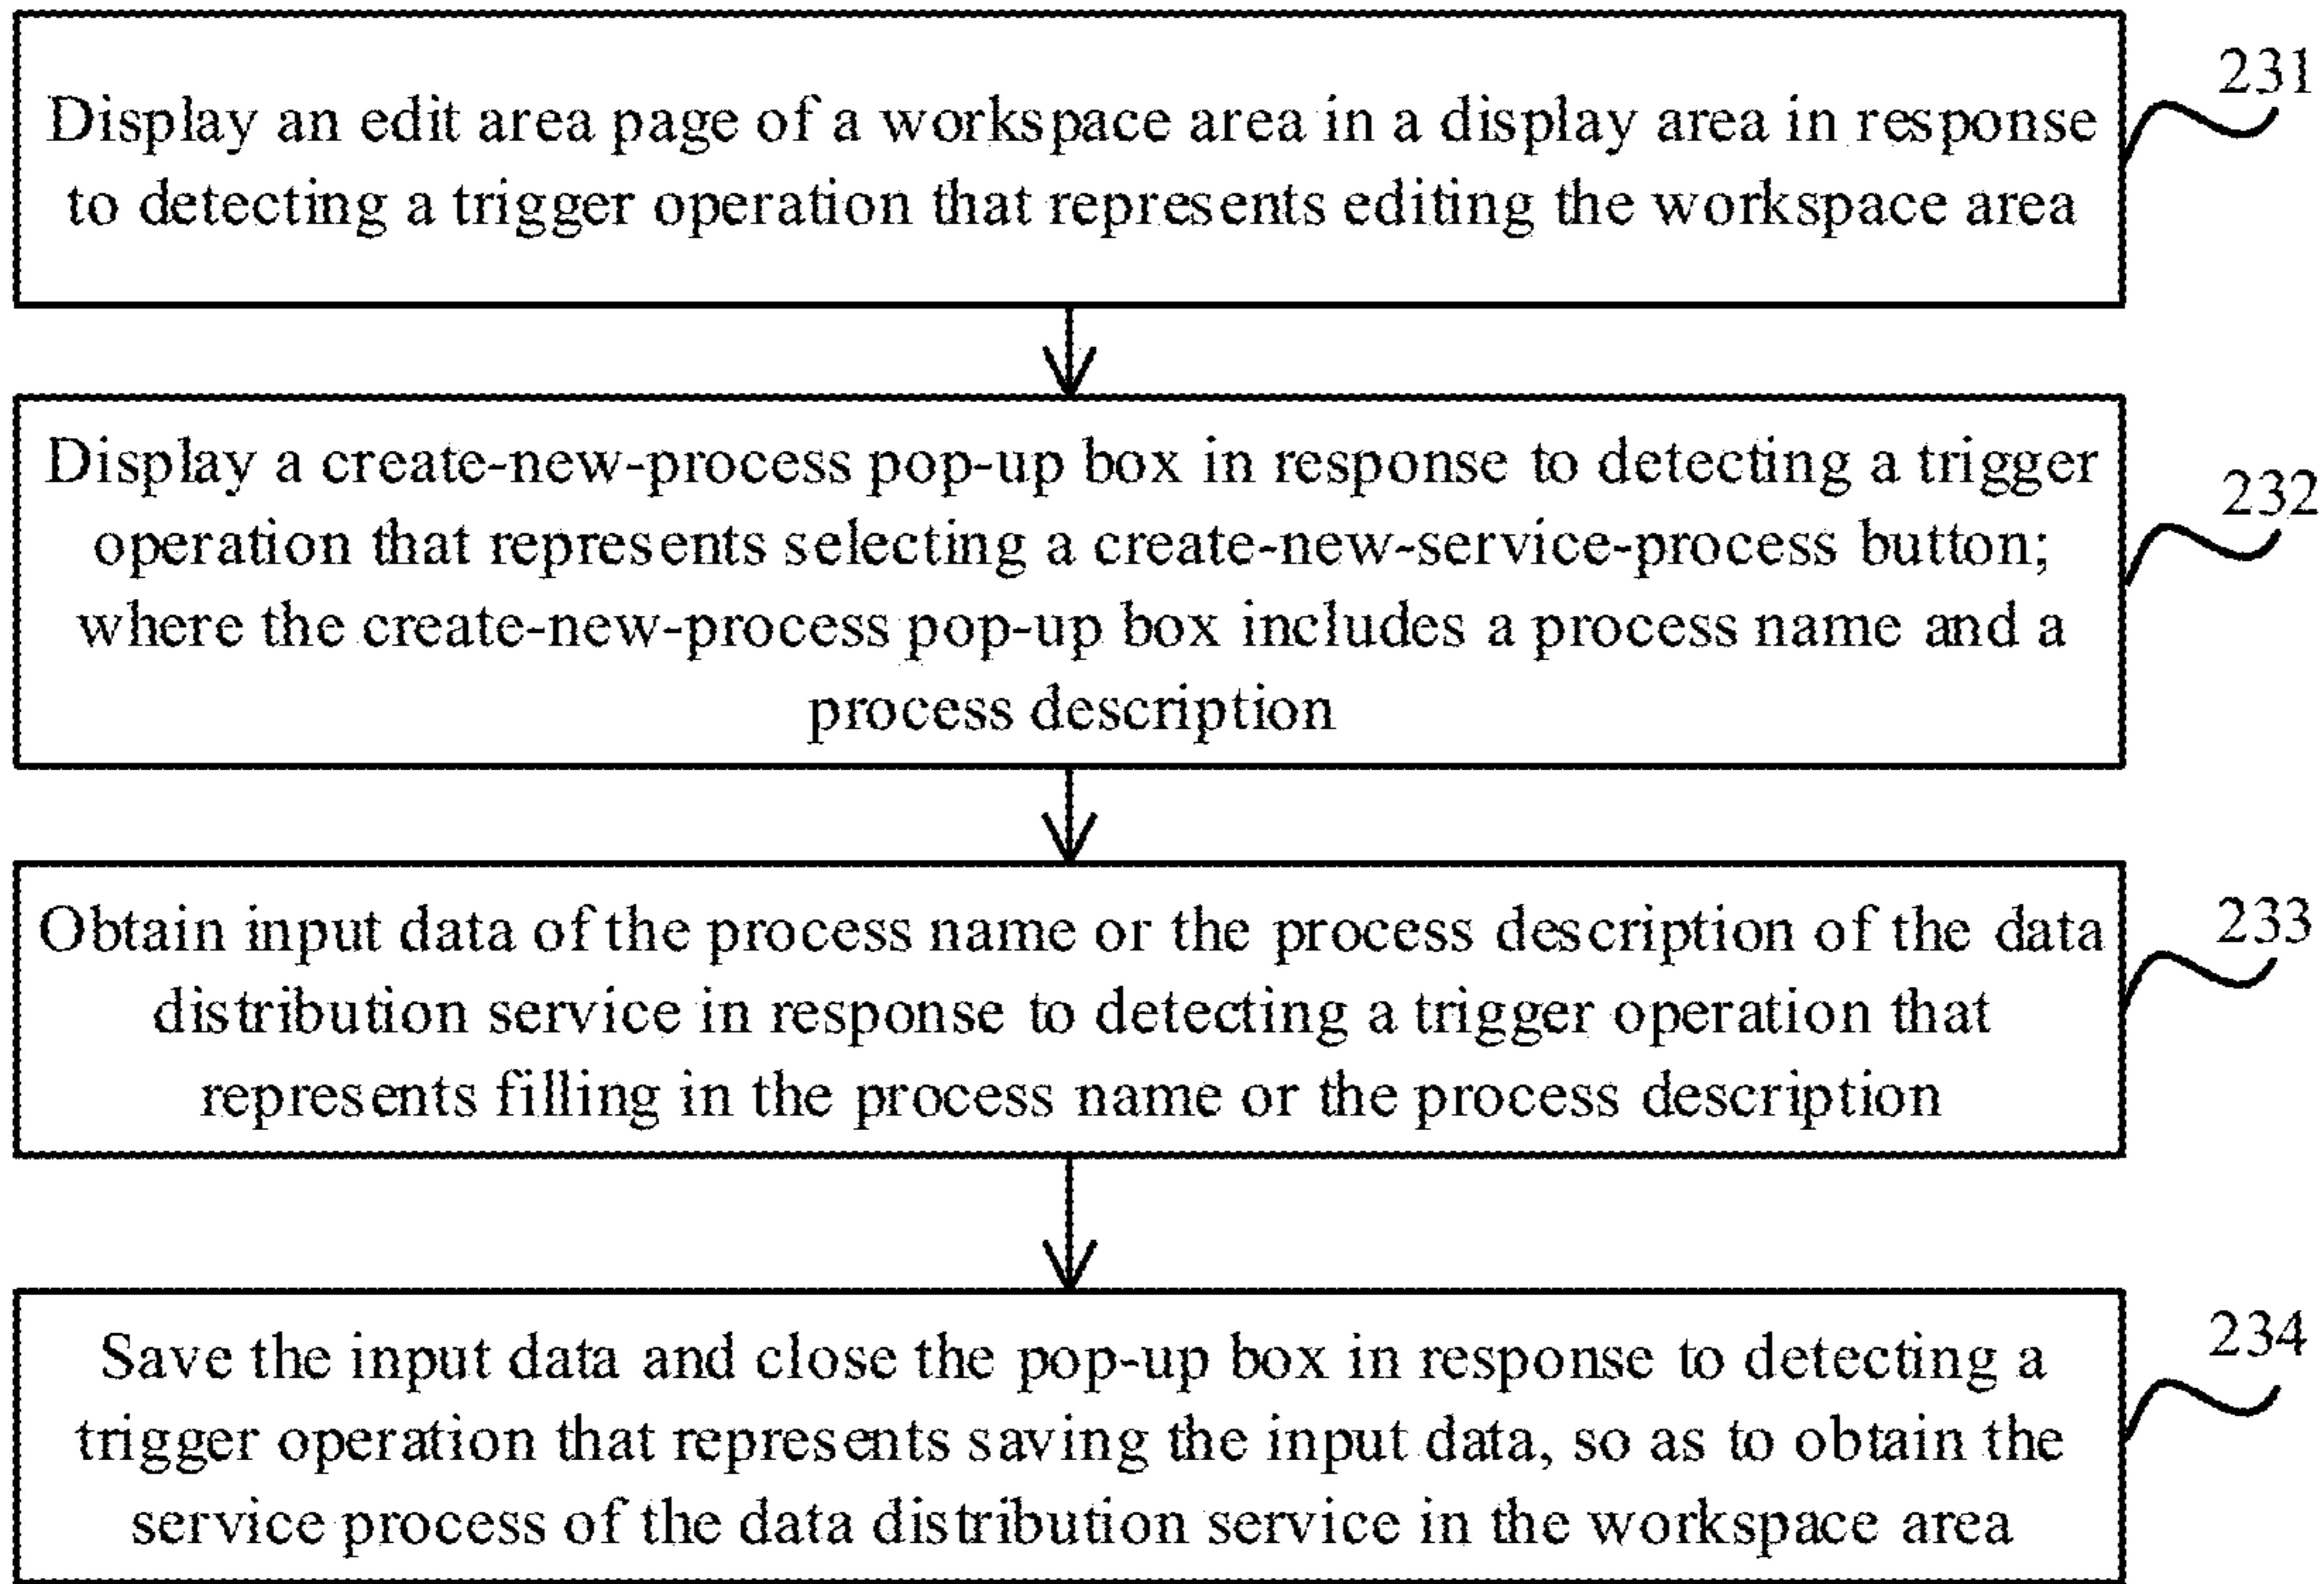 Display an edit area page of a workspace area in a display area in response
to detecting a trigger operation that represents editing the workspace area
231
Display a create-new-process pop-up box in response to detecting a trigger
operation that represents selecting a create-new-service-process button;
where the create-new-process pop-up box includes a process name and a
process description
232
Obtain input data of the process name or the process description of the data
distribution service in response to detecting a trigger operation that
represents filling in the process name or the process description
233
Save the input data and close the pop-up box in response to detecting a
trigger operation that represents saving the input data, so as to obtain the
service process of the data distribution service in the workspace area
234